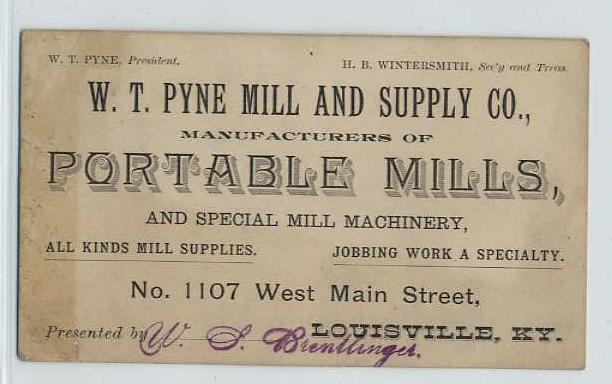 W. T. PYNE, President. H. B. WINTERSMITH, Sec'y and Treas.
W. T. PYNE MILL AND SUPPLY CO.,
MANUFACTURERS OF
PORTABLE MILLS,
AND SPECIAL MILL MACHINERY,
ALL KINDS MILL SUPPLIES. JOBBING WORK A SPECIALTY.
No. 1107 West Main Street,
LOUISVILLE, KY.
Presented by W. S. Brentlinger.